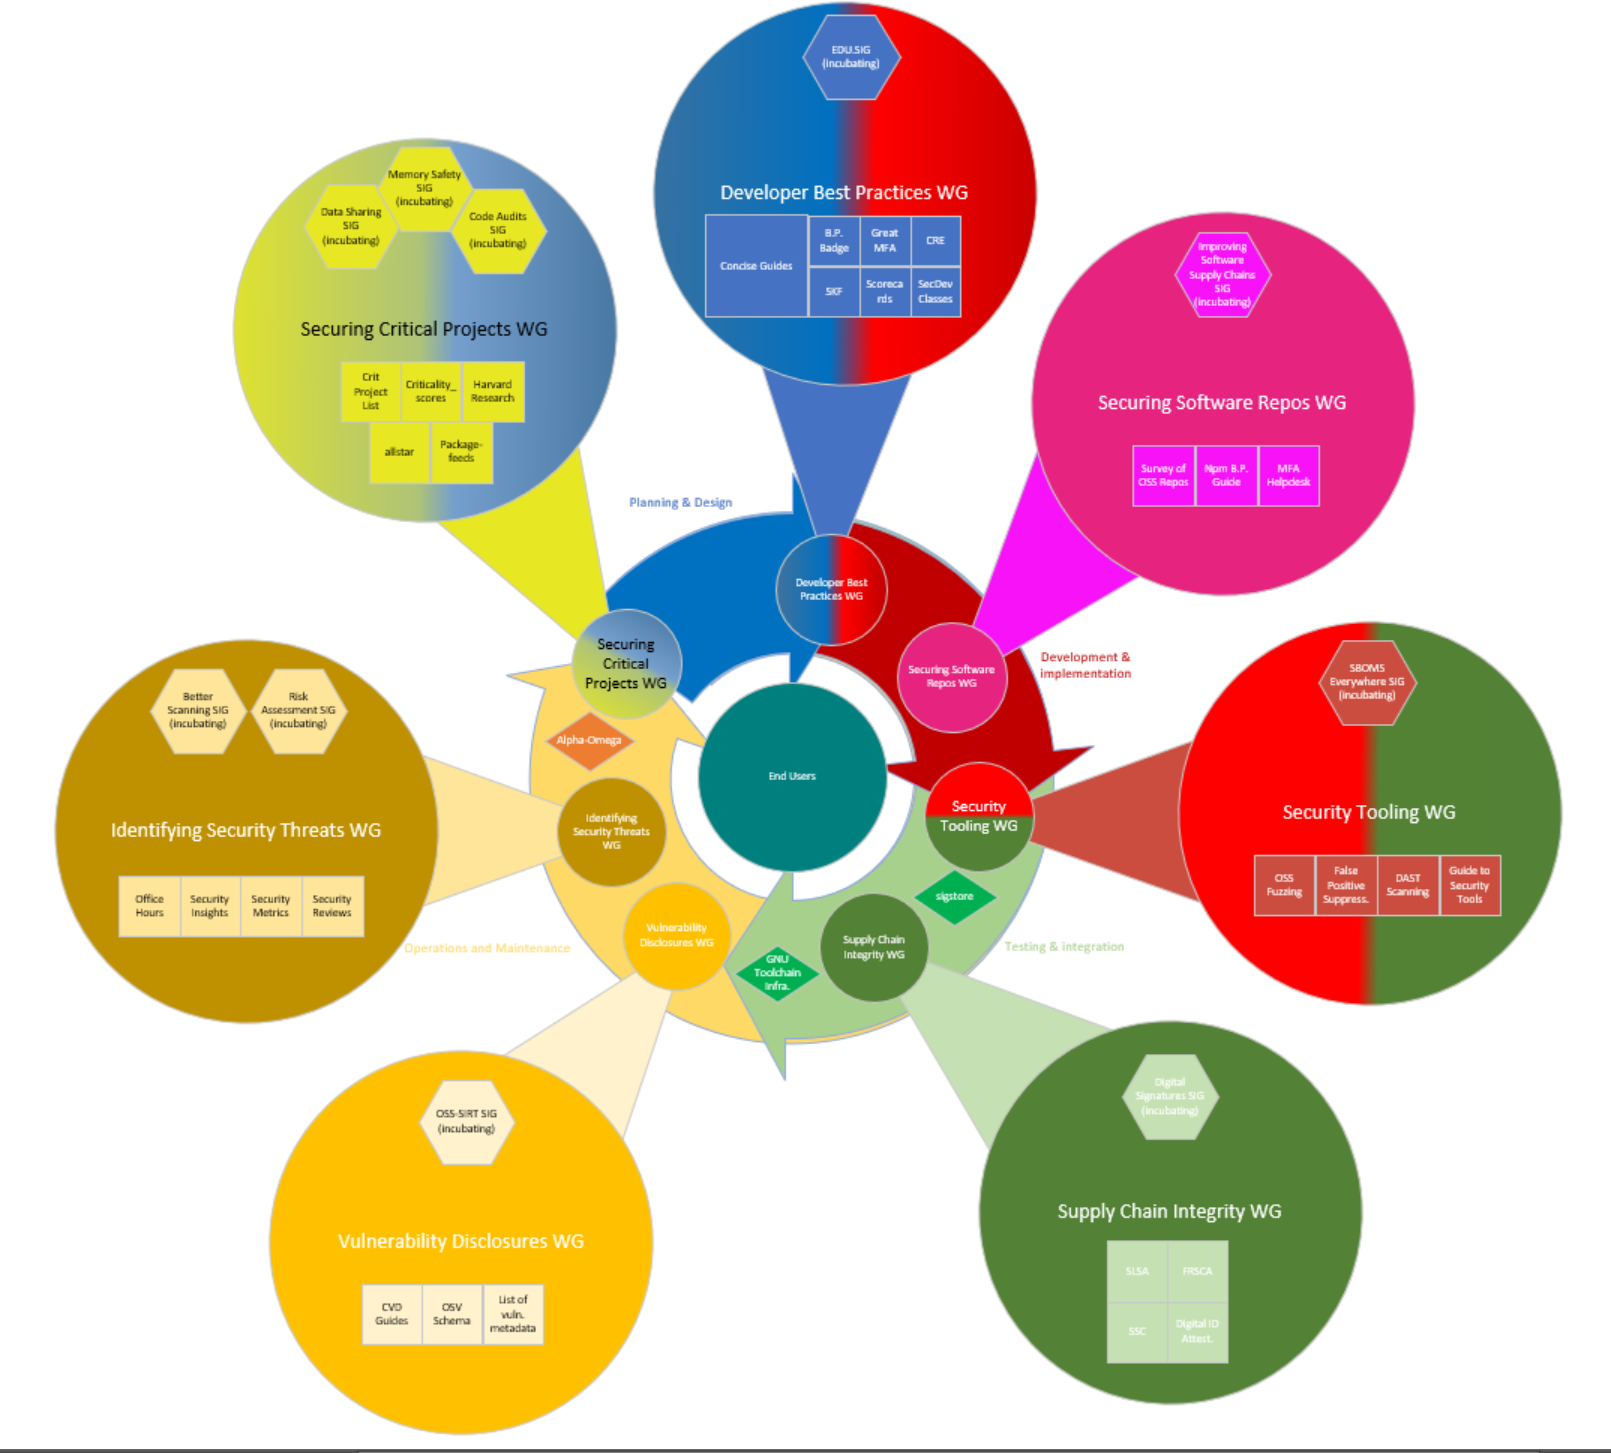 EDU.SIG
(incubating)
Developer Best Practices WG
Concise Guides
B.P.
Badge
Great
MFA
CRE
SKF
Scoreca
rds
SecDev
Classes
Memory Safety
SIG
(incubating)
Data Sharing
SIG
(incubating)
Code Audits
SIG
(incubating)
Securing Critical Projects WG
Crit
Project
List
Criticality_
scores
Harvard
Research
allstar
Package-
feeds
Improving
Software
Supply Chains
SIG
(incubating)
Securing Software Repos WG
Survey of
OSS Repos
Npm B.P.
Guide
MFA
Helpdesk
Planning & Design
Developer Best
Practices WG
Securing
Critical
Projects WG
Securing Software
Repos WG
Development &
implementation
Alpha-Omega
End Users
Identifying
Security Threats
WG
Security
Tooling WG
sigstore
Vulnerability
Disclosures WG
Supply Chain
Integrity WG
GNU
Toolchain
Infra.
Operations and Maintenance
Testing & integration
Better
Scanning SIG
(incubating)
Risk
Assessment SIG
(incubating)
Identifying Security Threats WG
Office
Hours
Security
Insights
Security
Metrics
Security
Reviews
SBOMS
Everywhere SIG
(incubating)
Security Tooling WG
OSS
Fuzzing
False
Positive
Suppress.
DAST
Scanning
Guide to
Security
Tools
OSS-SIRT SIG
(incubating)
Vulnerability Disclosures WG
CVD
Guides
OSV
Schema
List of
vuln.
metadata
Digital
Signatures SIG
(incubating)
Supply Chain Integrity WG
SLSA
FRSCA
SSC
Digital ID
Attest.